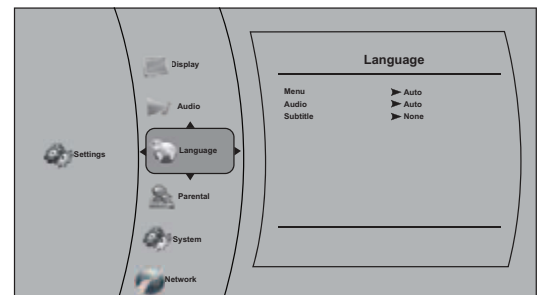 Settings
Display
Audio
Language
Parental
System
Network
Language
Menu Auto
Audio Auto
Subtitle None